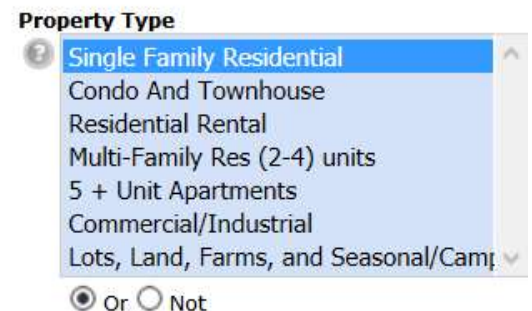 Property Type
?
Single Family Residential
Condo And Townhouse
Residential Rental
Multi-Family Res (2-4) units
5 + Unit Apartments
Commercial/Industrial
Lots, Land, Farms, and Seasonal/Camp
Or Not